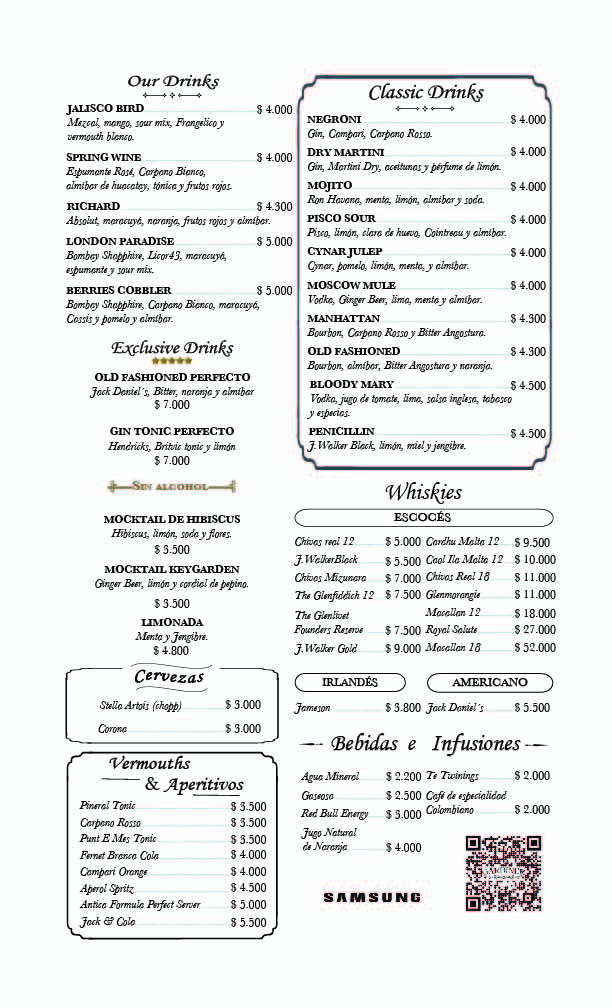 Our Drinks
JALISCO BIRD $ 4.000
Mezcal, mango, sour mix, Frangelico y
vermouth blanco.
SPRING WINE $ 4.000
Espumante Rosé, Carpano Bianco,
almíbar de huacatay, tónica y frutos rojos.
RICHARD $ 4.300
Absolut, maracuyá, naranja, frutos rojos y almíbar.
LONDON PARADISE $ 5.000
Bombay Shapphire, Licor43, maracuyá,
espumante y sour mix.
BERRIES COBBLER $ 5.000
Bombay Shapphire, Carpano Bianco, maracuyá,
Cassis y pomelo y almíbar.
Exclusive Drinks
OLD FASHIONED PERFECTO
Jack Daniel´s, Bitter, naranja y almíbar
$ 7.000
GIN TONIC PERFECTO
Hendricks, Britvic tonic y limón
$ 7.000
SIN ALCOHOL
MOCKTAIL DE HIBISCUS
Hibiscus, limón, soda y flores.
$ 3.500
MOCKTAIL KEYGARDEN
Ginger Beer, limón y cordial de pepino.
$ 3.500
LIMONADA
Menta y Jengibre.
$ 4.800
Cervezas
Stella Artois (chopp) $ 3.000
Corona $ 3.000
Vermouths
& Aperitivos
Pineral Tonic $ 3.500
Carpano Rosso $ 3.500
Punt E Mes Tonic $ 3.500
Fernet Branca Cola $ 4.000
Campari Orange $ 4.000
Aperol Spritz $ 4.500
Antica Formula Perfect Server $ 5.000
Jack & Cola $ 5.500
Classic Drinks
NEGRONI $ 4.000
Gin, Campari, Carpano Rosso.
DRY MARTINI $ 4.000
Gin, Martini Dry, aceitunas y pérfume de limón.
MOJITO $ 4.000
Ron Havana, menta, limón, almíbar y soda.
PISCO SOUR $ 4.000
Pisco, limón, clara de huevo, Cointreau y almíbar.
CYNAR JULEP $ 4.000
Cynar, pomelo, limón, menta, y almíbar.
MOSCOW MULE $ 4.000
Vodka, Ginger Beer, lima, menta y almíbar.
MANHATTAN $ 4.300
Bourbon, Carpano Rosso y Bitter Angostura.
OLD FASHIONED $ 4.300
Bourbon, almíbar, Bitter Angostura y naranja.
BLOODY MARY $ 4.500
Vodka, jugo de tomate, lima, salsa inglesa, tabasco
y especias.
PENICILLIN $ 4.500
J.Walker Black, limón, miel y jengibre.
Whiskies
ESCOCÉS
Chivas real 12 $ 5.000 Cardhu Malta 12 $ 9.500
J.WalkerBlack $ 5.500 Caol Ila Malta 12 $ 10.000
Chivas Mizunara $ 7.000 Chivas Real 18 $ 11.000
The Glenfiddich 12 $ 7.500 Glenmorangie $ 11.000
The Glenlivet Macallan 12 $ 18.000
Founders Reserve $ 7.500 Royal Salute $ 27.000
J.Walker Gold $ 9.000 Macallan 18 $ 52.000
IRLANDÉS AMERICANO
Jameson $ 3.800 Jack Daniel´s $ 5.500
Bebidas e Infusiones
Agua Mineral $ 2.200 Te Twinings $ 2.000
Gaseosa $ 2.500 Café de especialidad
Red Bull Energy $ 3.000 Colombiano $ 2.000
Jugo Natural
de Naranja $ 4.000
SAMSUNG